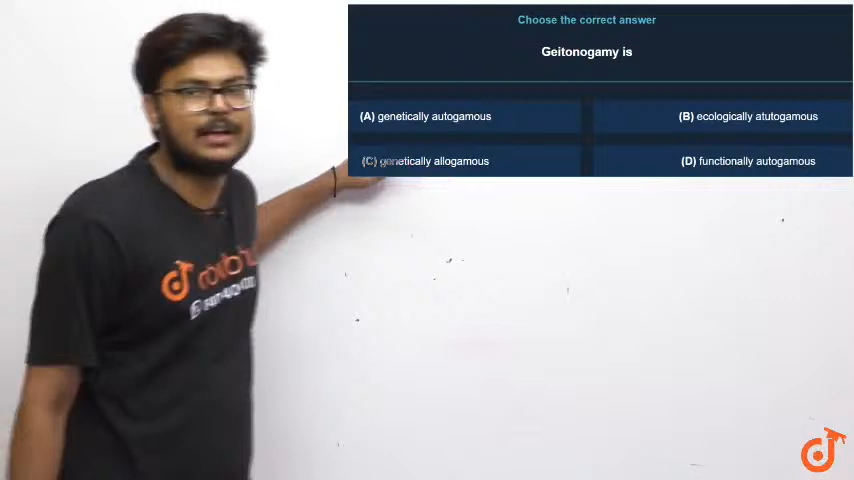 Choose the correct answer
Geitonogamy is
(A) genetically autogamous
(B) ecologically atutogamous
(C) genetically allogamous
(D) functionally autogamous